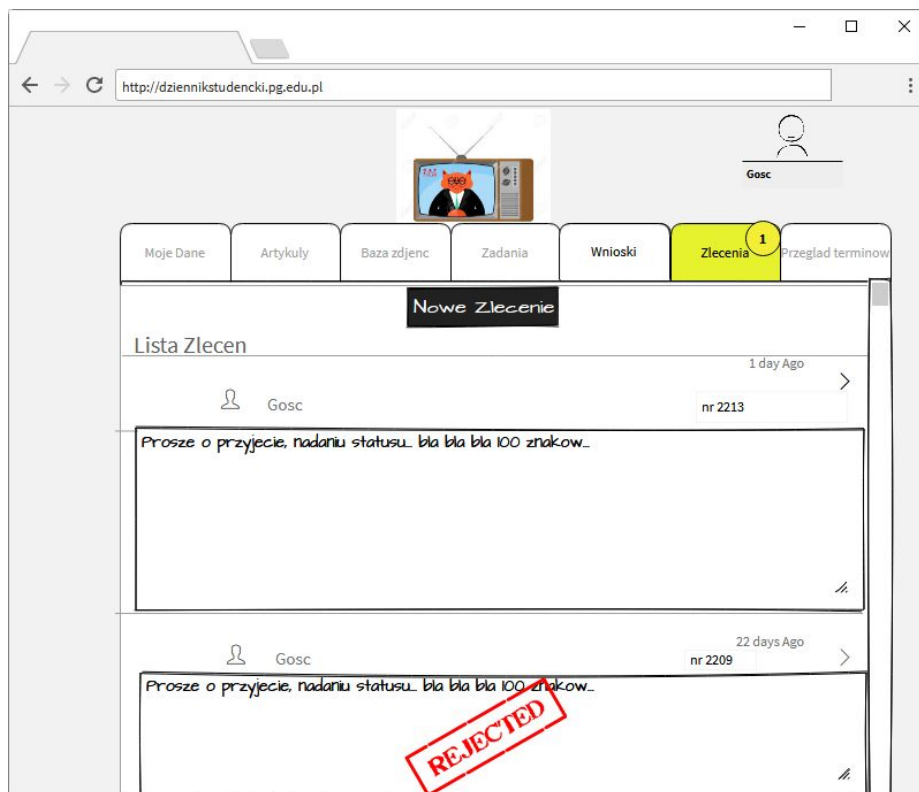 http://dziennikstudencki.pg.edu.pl
Gosc
Moje Dane
Artykuly
Baza zdjenc
Zadania
Wnioski
Zlecenia
1
Przeglad terminow
Nowe Zlecenie
Lista Zlecen
1 day Ago
Gosc
nr 2213
Prosze o przyjecie, nadaniu statusu... bla bla bla 100 znakow...
22 days Ago
Gosc
nr 2209
Prosze o przyjecie, nadaniu statusu... bla bla bla 100 znakow...
REJECTED